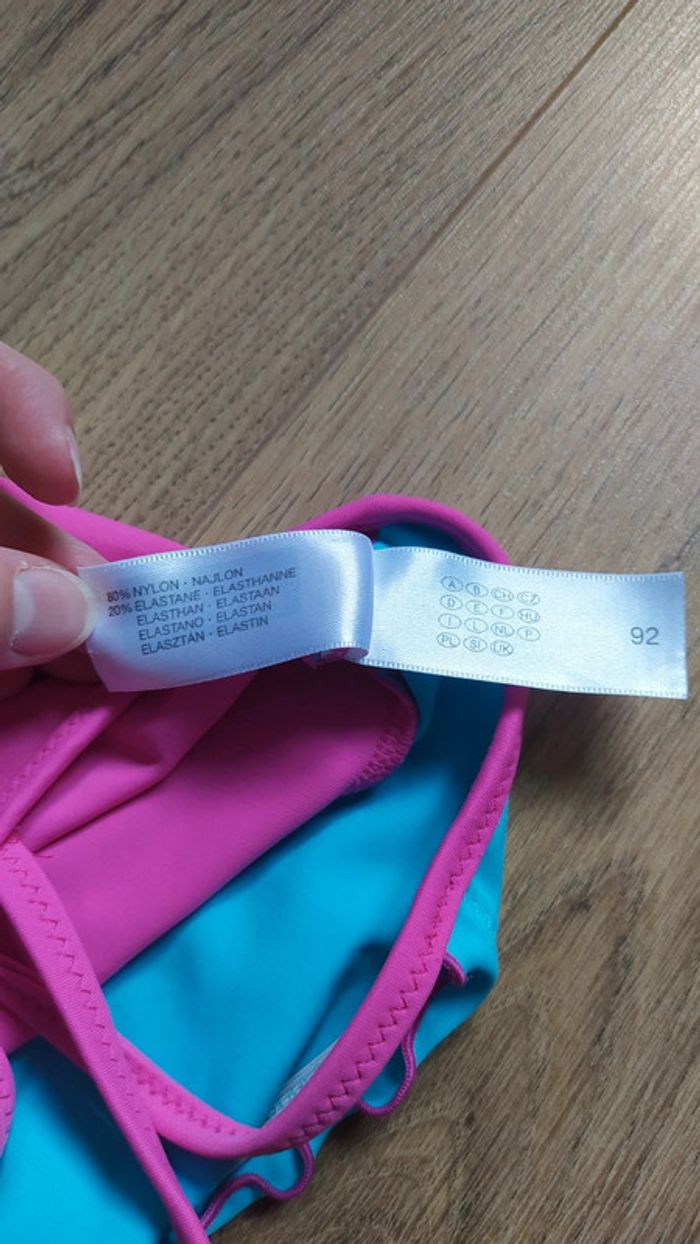 80% NYLON · NAJLON
20% ELASTANE · ELASTHANNE
ELASTHAN · ELASTAAN
ELASTANO · ELASTAN
ELASZTÁN · ELASTIN
A B CH CZ
D E F HU
I L NL P
PL SI UK
92